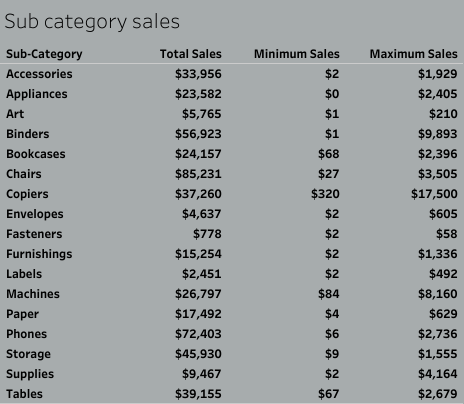 Sub category sales
Sub-Category Total Sales Minimum Sales Maximum Sales
Accessories $33,956 $2 $1,929
Appliances $23,582 $0 $2,405
Art $5,765 $1 $210
Binders $56,923 $1 $9,893
Bookcases $24,157 $68 $2,396
Chairs $85,231 $27 $3,505
Copiers $37,260 $320 $17,500
Envelopes $4,637 $2 $605
Fasteners $778 $2 $58
Furnishings $15,254 $2 $1,336
Labels $2,451 $2 $492
Machines $26,797 $84 $8,160
Paper $17,492 $4 $629
Phones $72,403 $6 $2,736
Storage $45,930 $9 $1,555
Supplies $9,467 $2 $4,164
Tables $39,155 $67 $2,679